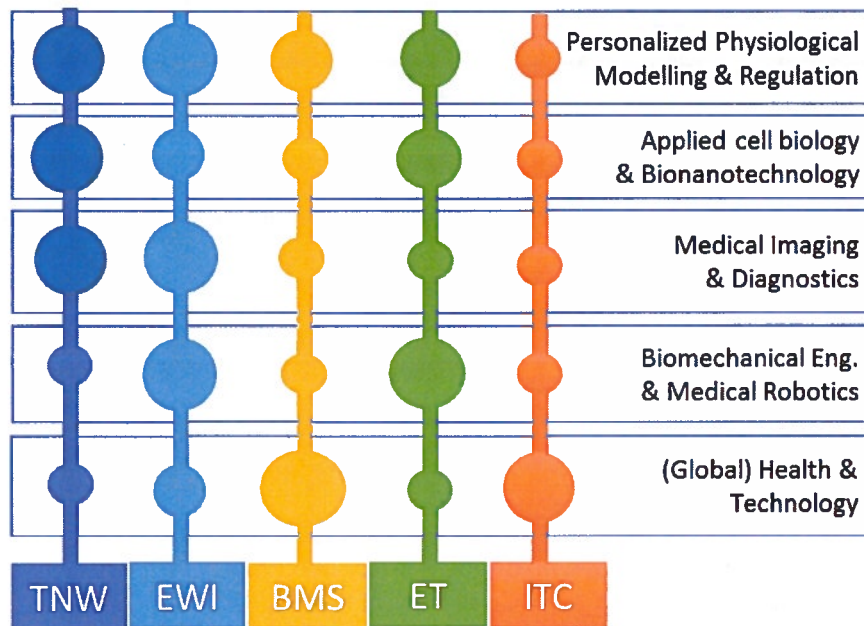 Personalized Physiological
Modelling & Regulation
Applied cell biology
& Bionanotechnology
Medical Imaging
& Diagnostics
Biomechanical Eng.
& Medical Robotics
(Global) Health &
Technology
TNW EWI BMS ET ITC